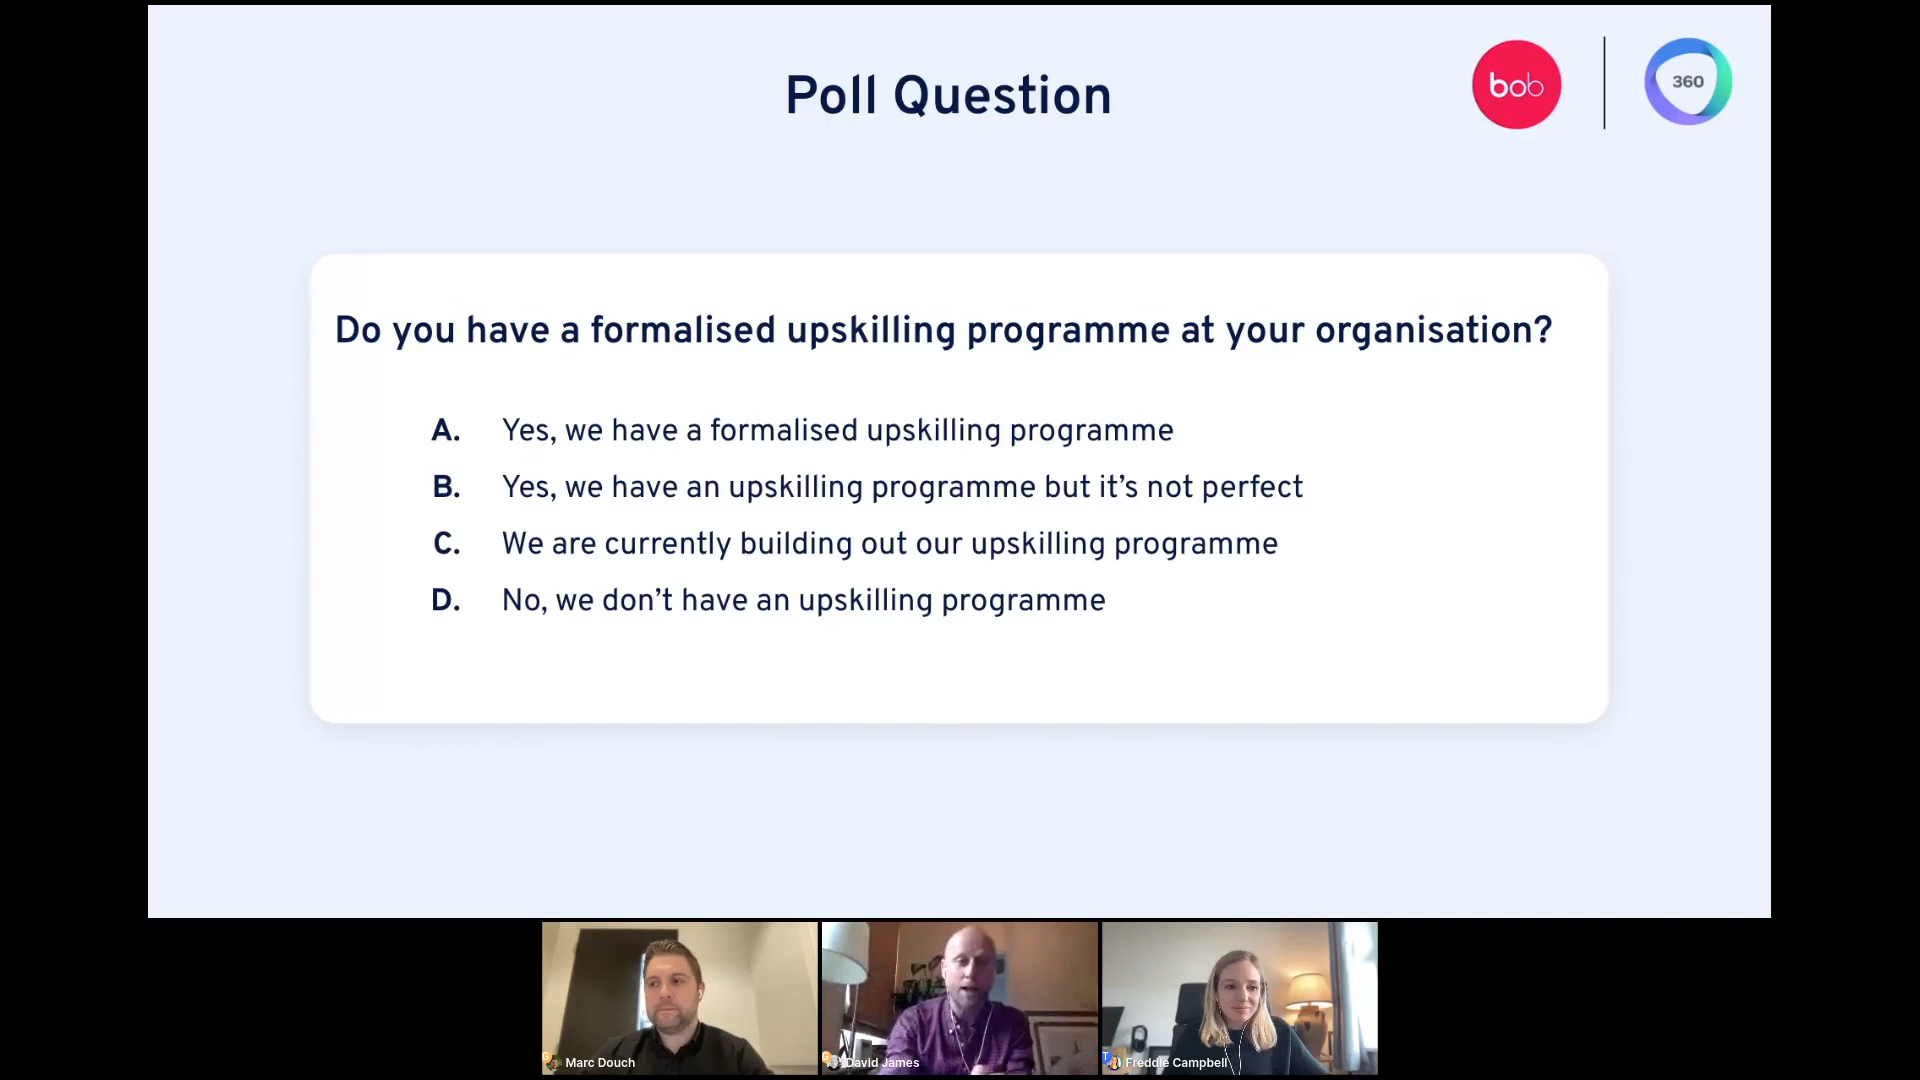 Poll Question
bob
360
Do you have a formalised upskilling programme at your organisation?
A. Yes, we have a formalised upskilling programme
B. Yes, we have an upskilling programme but it’s not perfect
C. We are currently building out our upskilling programme
D. No, we don’t have an upskilling programme
Marc Douch
David James
Freddie Campbell